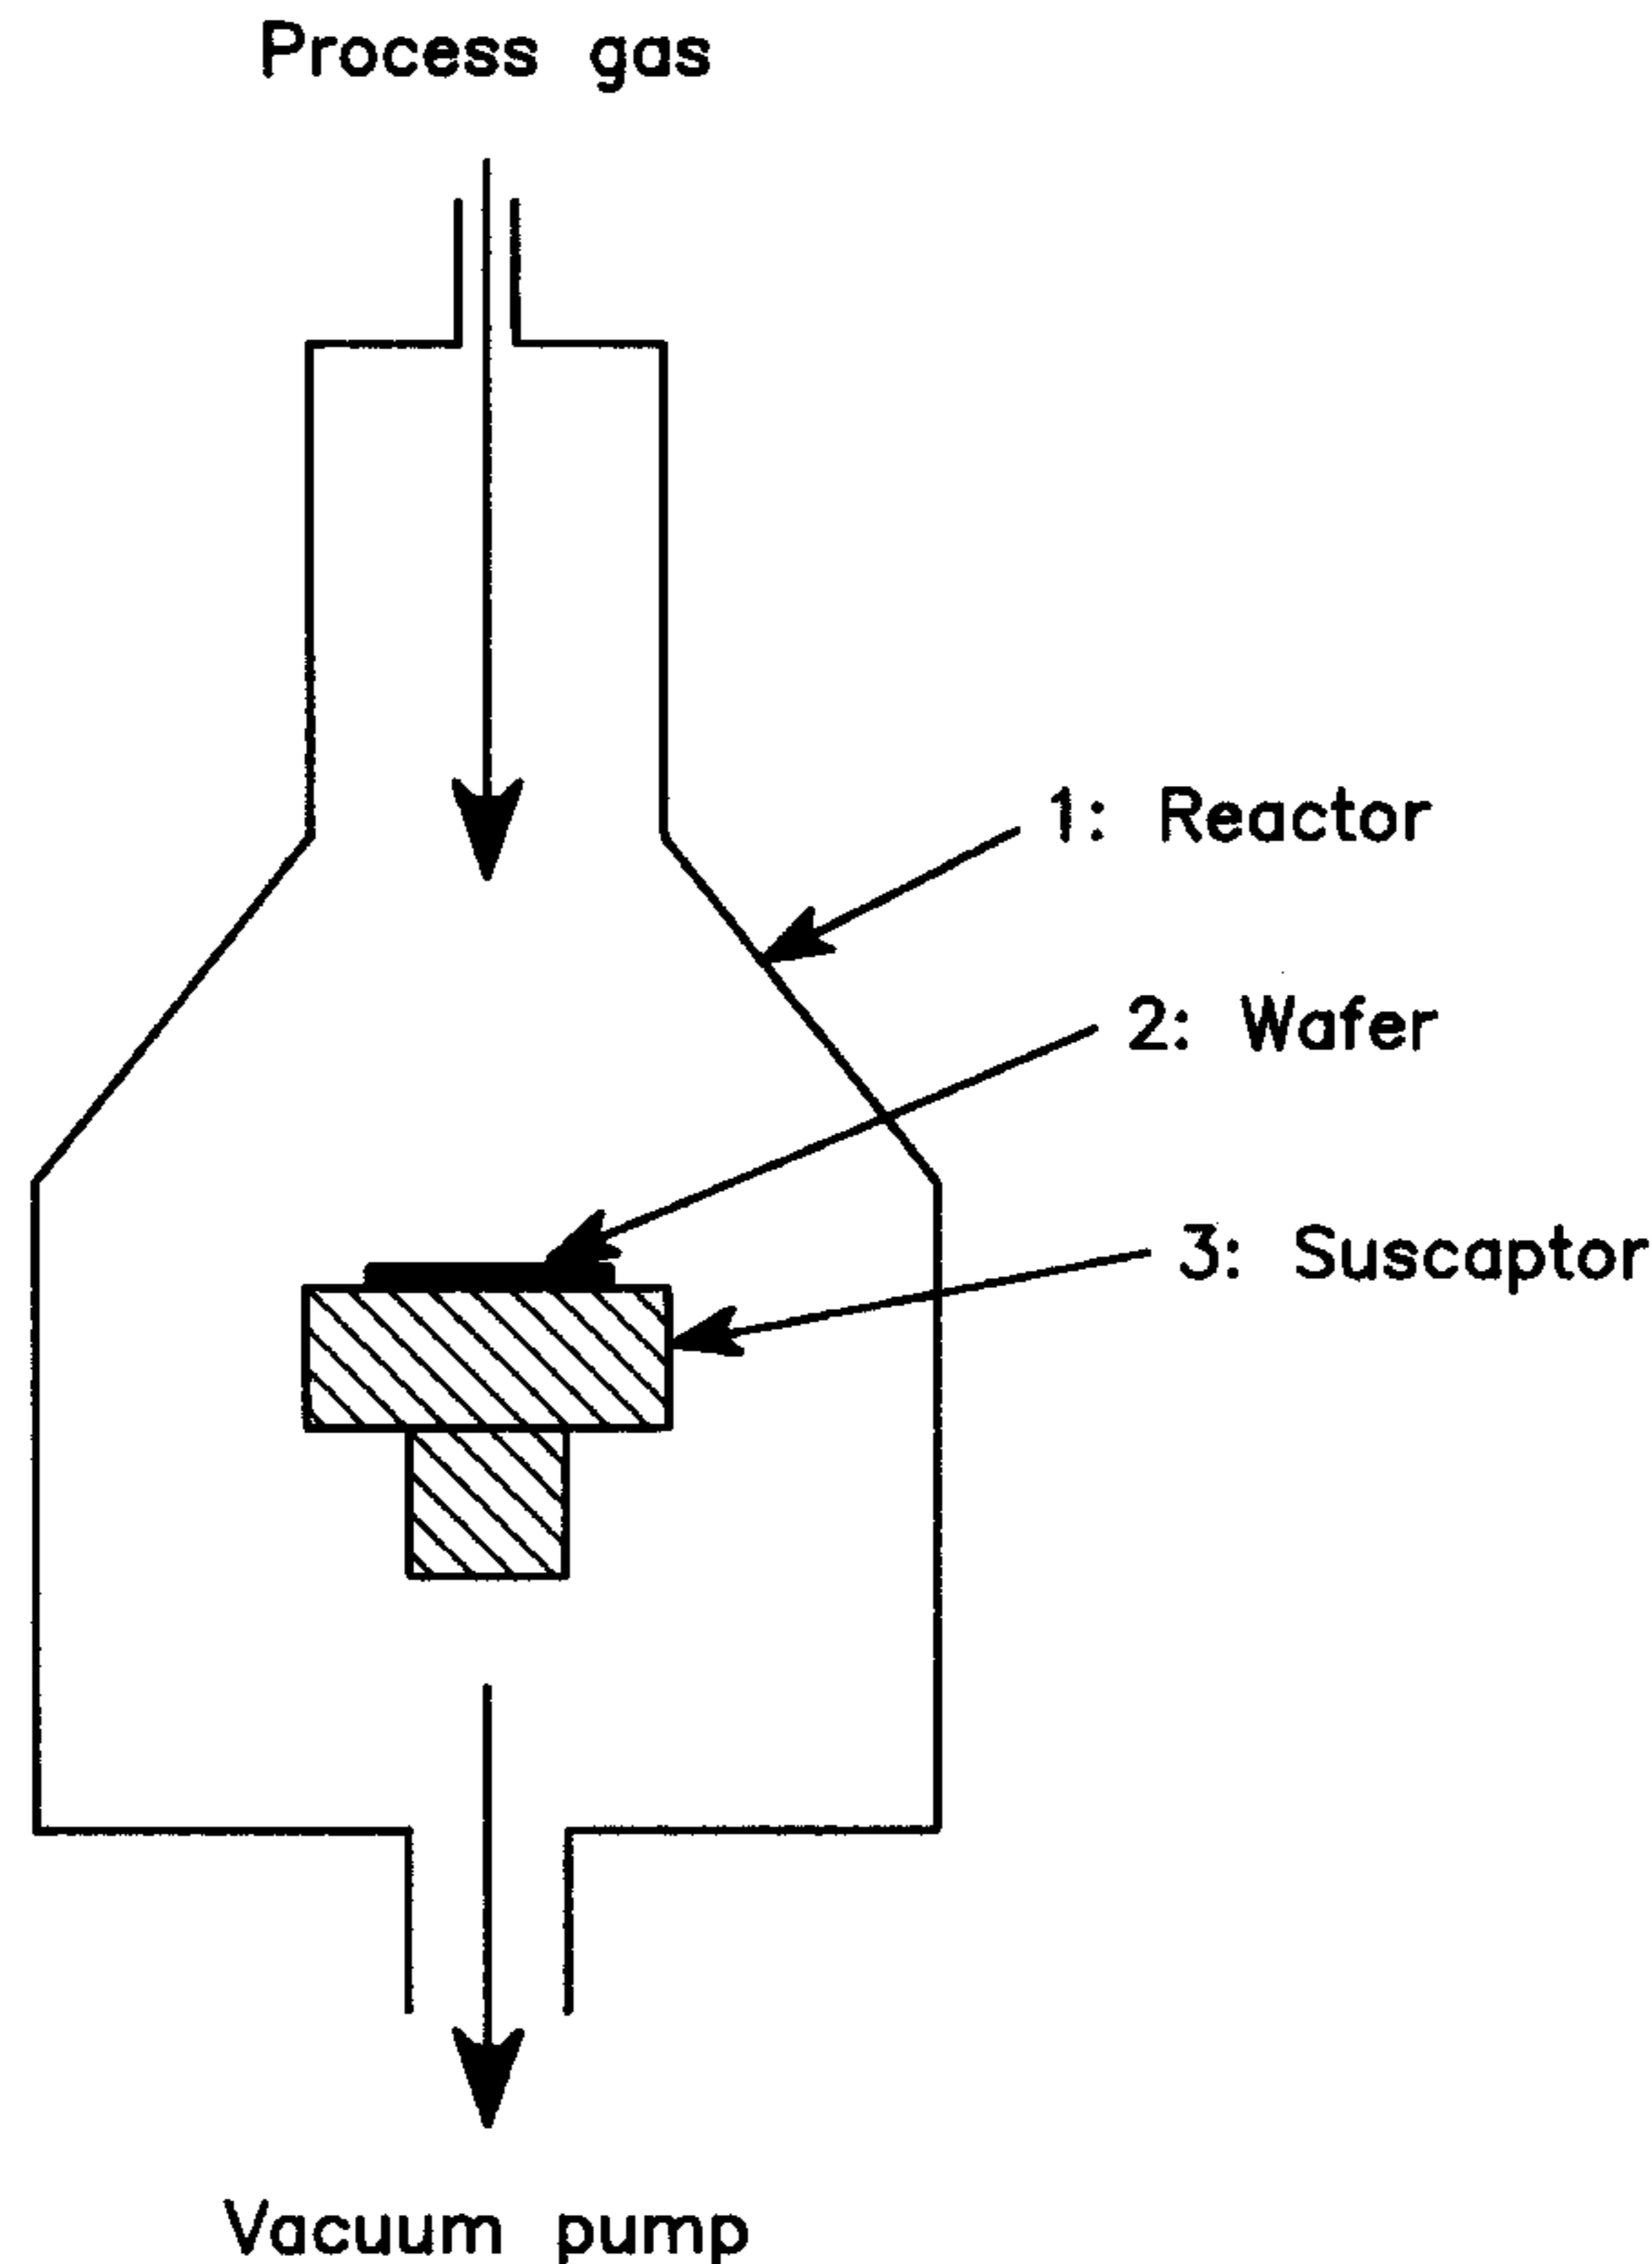 Process gas
1: Reactor
2: Wafer
3: Suscaptor
Vacuum pump